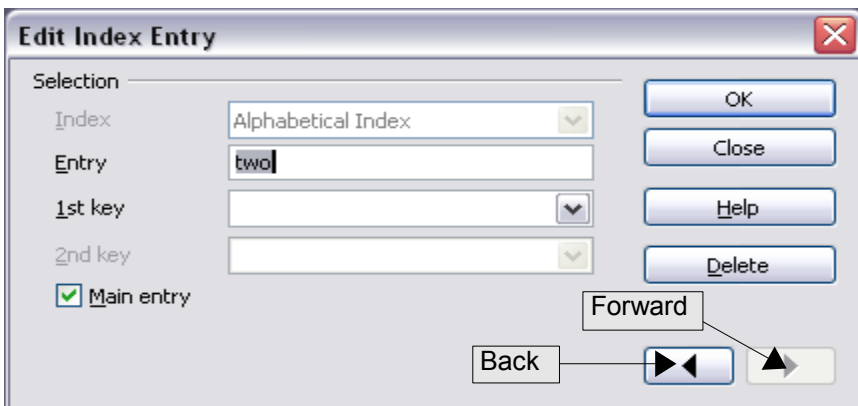 Edit Index Entry
Selection
Index Alphabetical Index
Entry two
1st key
2nd key
Main entry
OK
Close
Help
Delete
Forward
Back